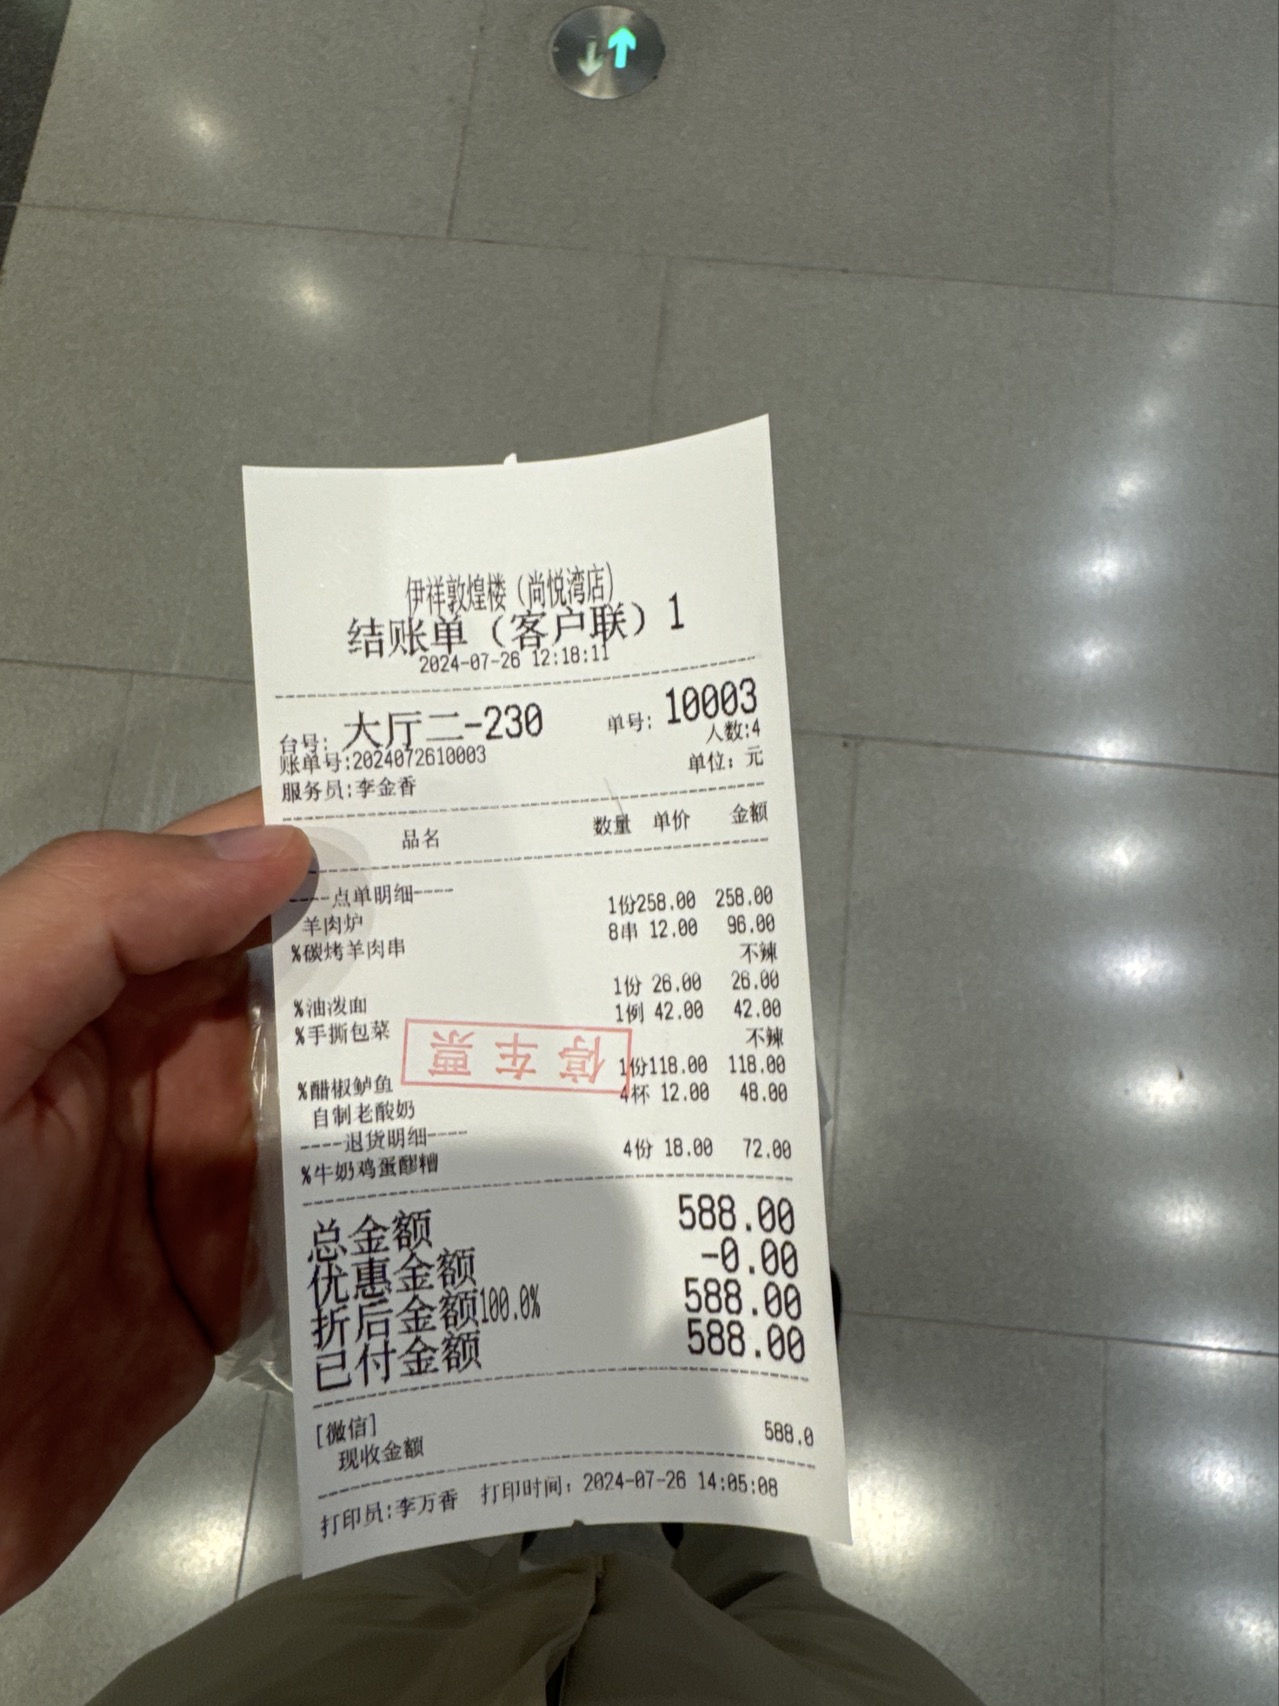 伊祥敦煌楼（尚悦湾店）
结账单（客户联）1
2024-07-26 12:18:11
台号: 大厅二-230 单号: 10003
账单号:2024072610003 人数:4
服务员:李金香 单位：元
品名 数量 单价 金额
----点单明细----
羊肉炉 1份258.00 258.00
%碳烤羊肉串 8串 12.00 96.00
不辣
%油泼面 1份 26.00 26.00
%手撕包菜 1例 42.00 42.00
不辣
%醋椒鲈鱼 1份118.00 118.00
自制老酸奶 4杯 12.00 48.00
----退货明细----
%牛奶鸡蛋醪糟 4份 18.00 72.00
停车票
总金额 588.00
优惠金额 -0.00
折后金额100.0% 588.00
已付金额 588.00
[微信]
现收金额 588.0
打印员:李万香 打印时间：2024-07-26 14:05:08